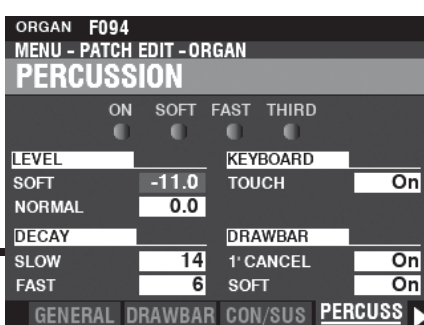 ORGAN F094
MENU - PATCH EDIT - ORGAN
PERCUSSION
ON SOFT FAST THIRD
LEVEL KEYBOARD
SOFT -11.0 TOUCH On
NORMAL 0.0
DECAY DRAWBAR
SLOW 14 1' CANCEL On
FAST 6 SOFT On
GENERAL DRAWBAR CON/SUS PERCUSS